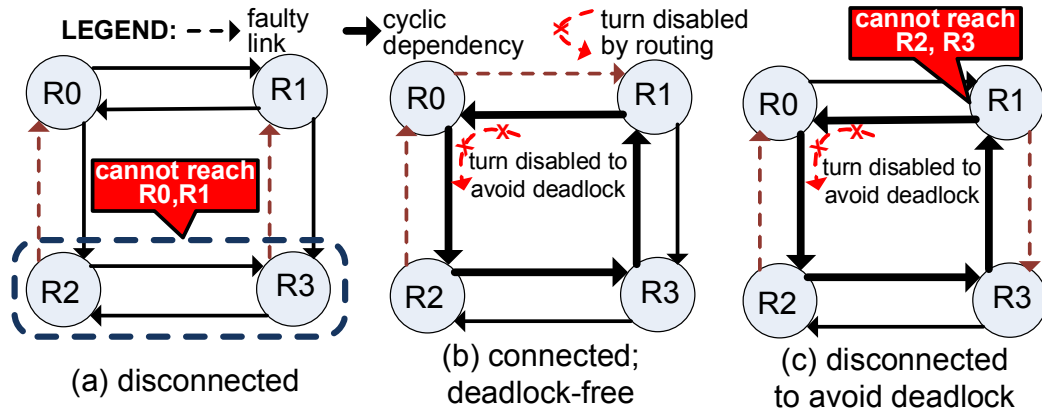 LEGEND:
faulty
link
cyclic
dependency
turn disabled
by routing
R0
R1
cannot reach
R0,R1
R2
R3
(a) disconnected
R0
R1
turn disabled to
avoid deadlock
R2
R3
(b) connected;
deadlock-free
cannot reach
R2, R3
R0
R1
turn disabled to
avoid deadlock
R2
R3
(c) disconnected
to avoid deadlock